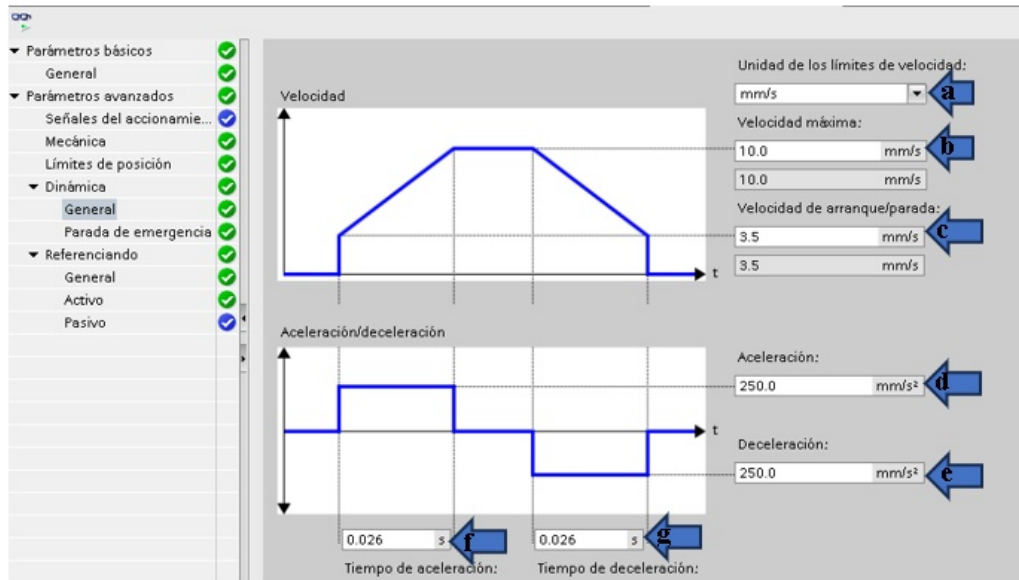 Parámetros básicos
General
Parámetros avanzados
Señales del accionamie...
Mecánica
Límites de posición
Dinámica
General
Parada de emergencia
Referenciando
General
Activo
Pasivo
Velocidad
t
Unidad de los límites de velocidad:
mm/s
a
Velocidad máxima:
10.0 mm/s
b
10.0 mm/s
Velocidad de arranque/parada:
3.5 mm/s
c
3.5 mm/s
Aceleración/deceleración
t
Aceleración:
250.0 mm/s²
d
Deceleración:
250.0 mm/s²
e
0.026 s
f
0.026 s
g
Tiempo de aceleración:
Tiempo de deceleración: